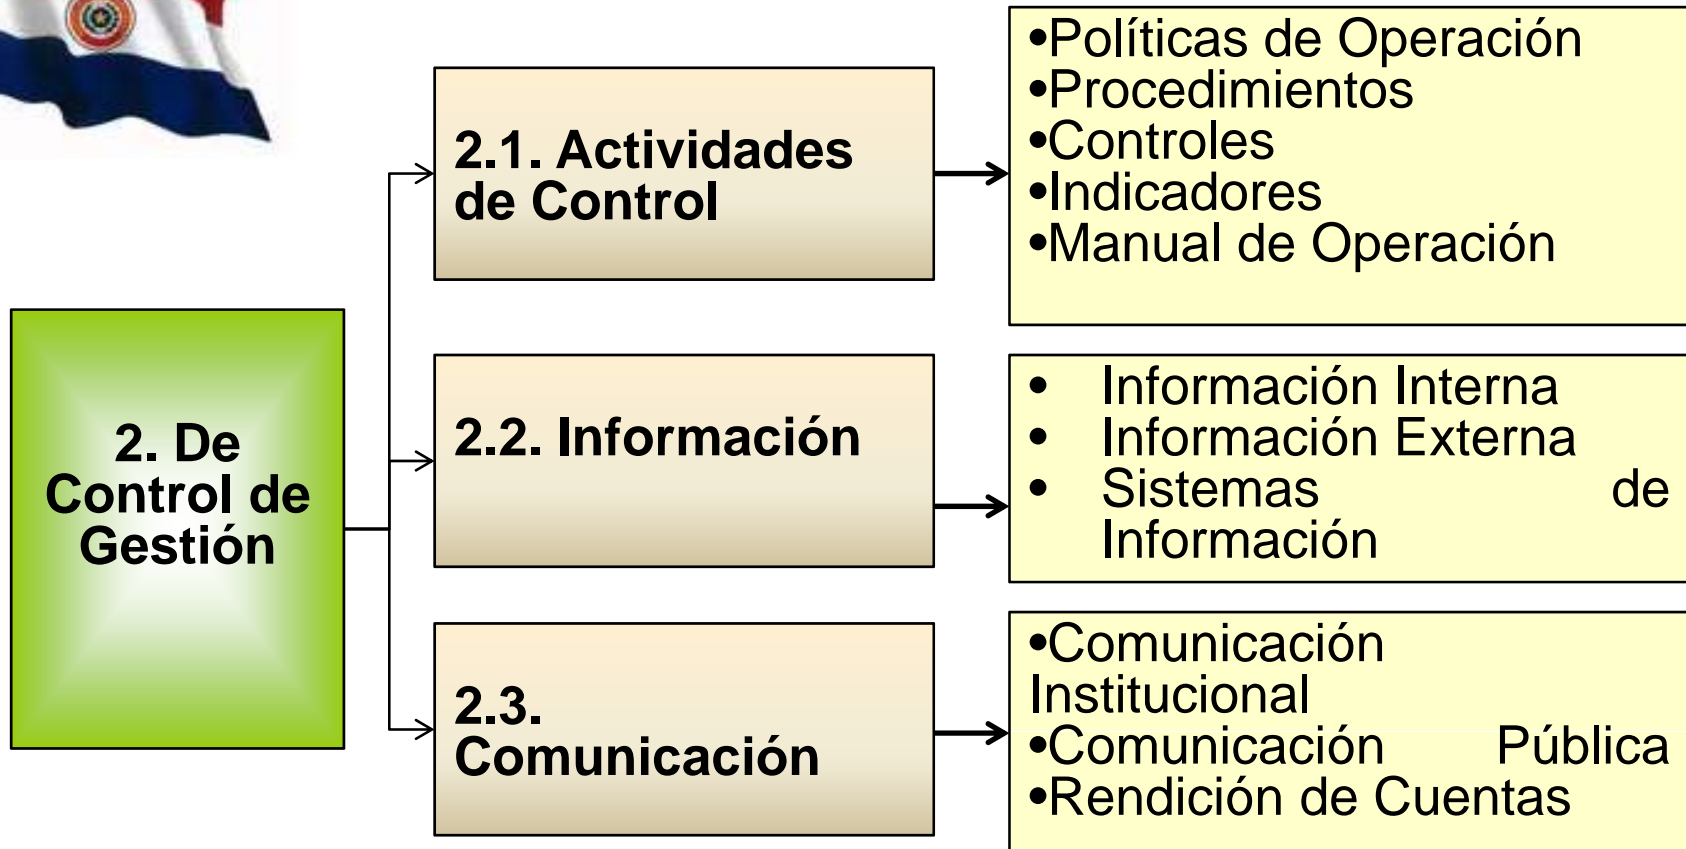 2. De
Control de
Gestión
2.1. Actividades
de Control
•Políticas de Operación
•Procedimientos
•Controles
•Indicadores
•Manual de Operación
2.2. Información
• Información Interna
• Información Externa
• Sistemas de
Información
2.3.
Comunicación
•Comunicación
Institucional
•Comunicación Pública
•Rendición de Cuentas